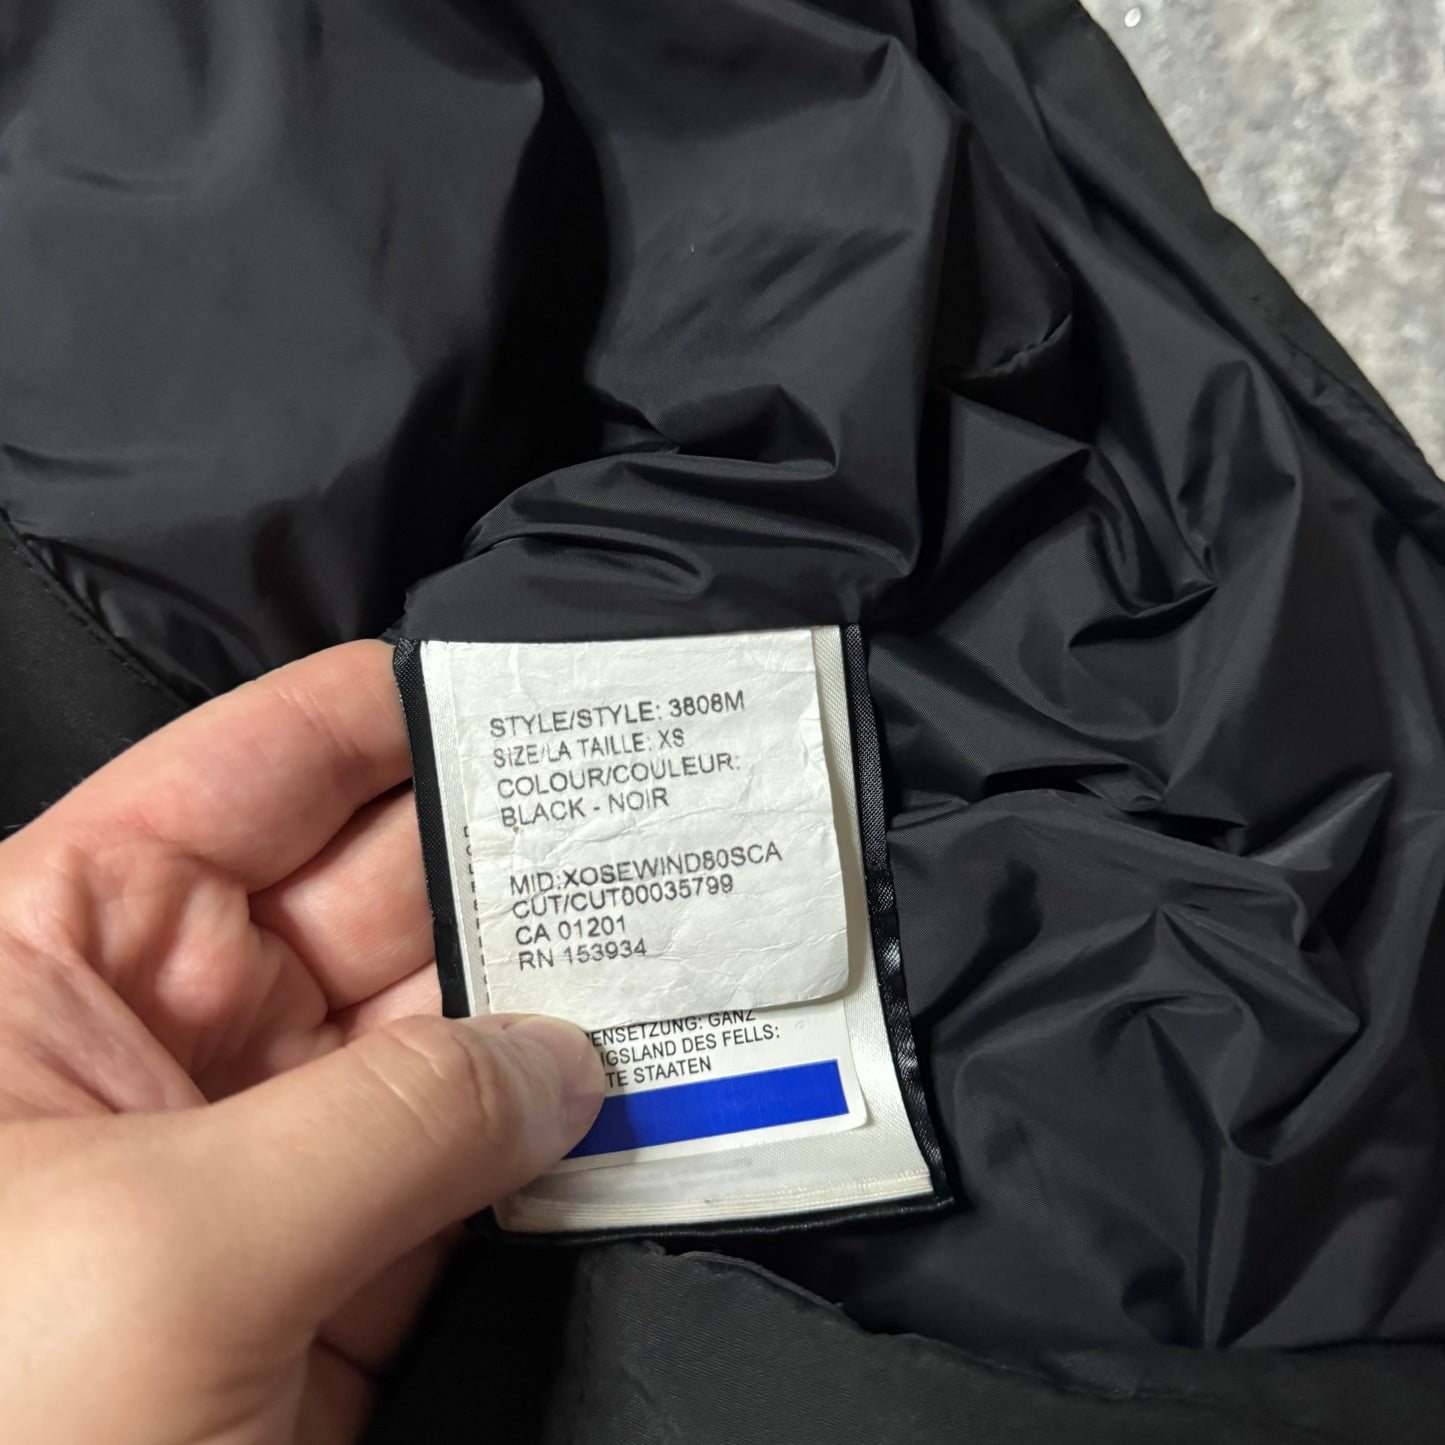 STYLE/STYLE: 3808M
SIZE/LA TAILLE: XS
COLOUR/COULEUR:
BLACK - NOIR
MID:XOSEWIND80SCA
CUT/CUT00035799
CA 01201
RN 153934
ENSETZUNG: GANZ
IGSLAND DES FELLS:
TE STAATEN